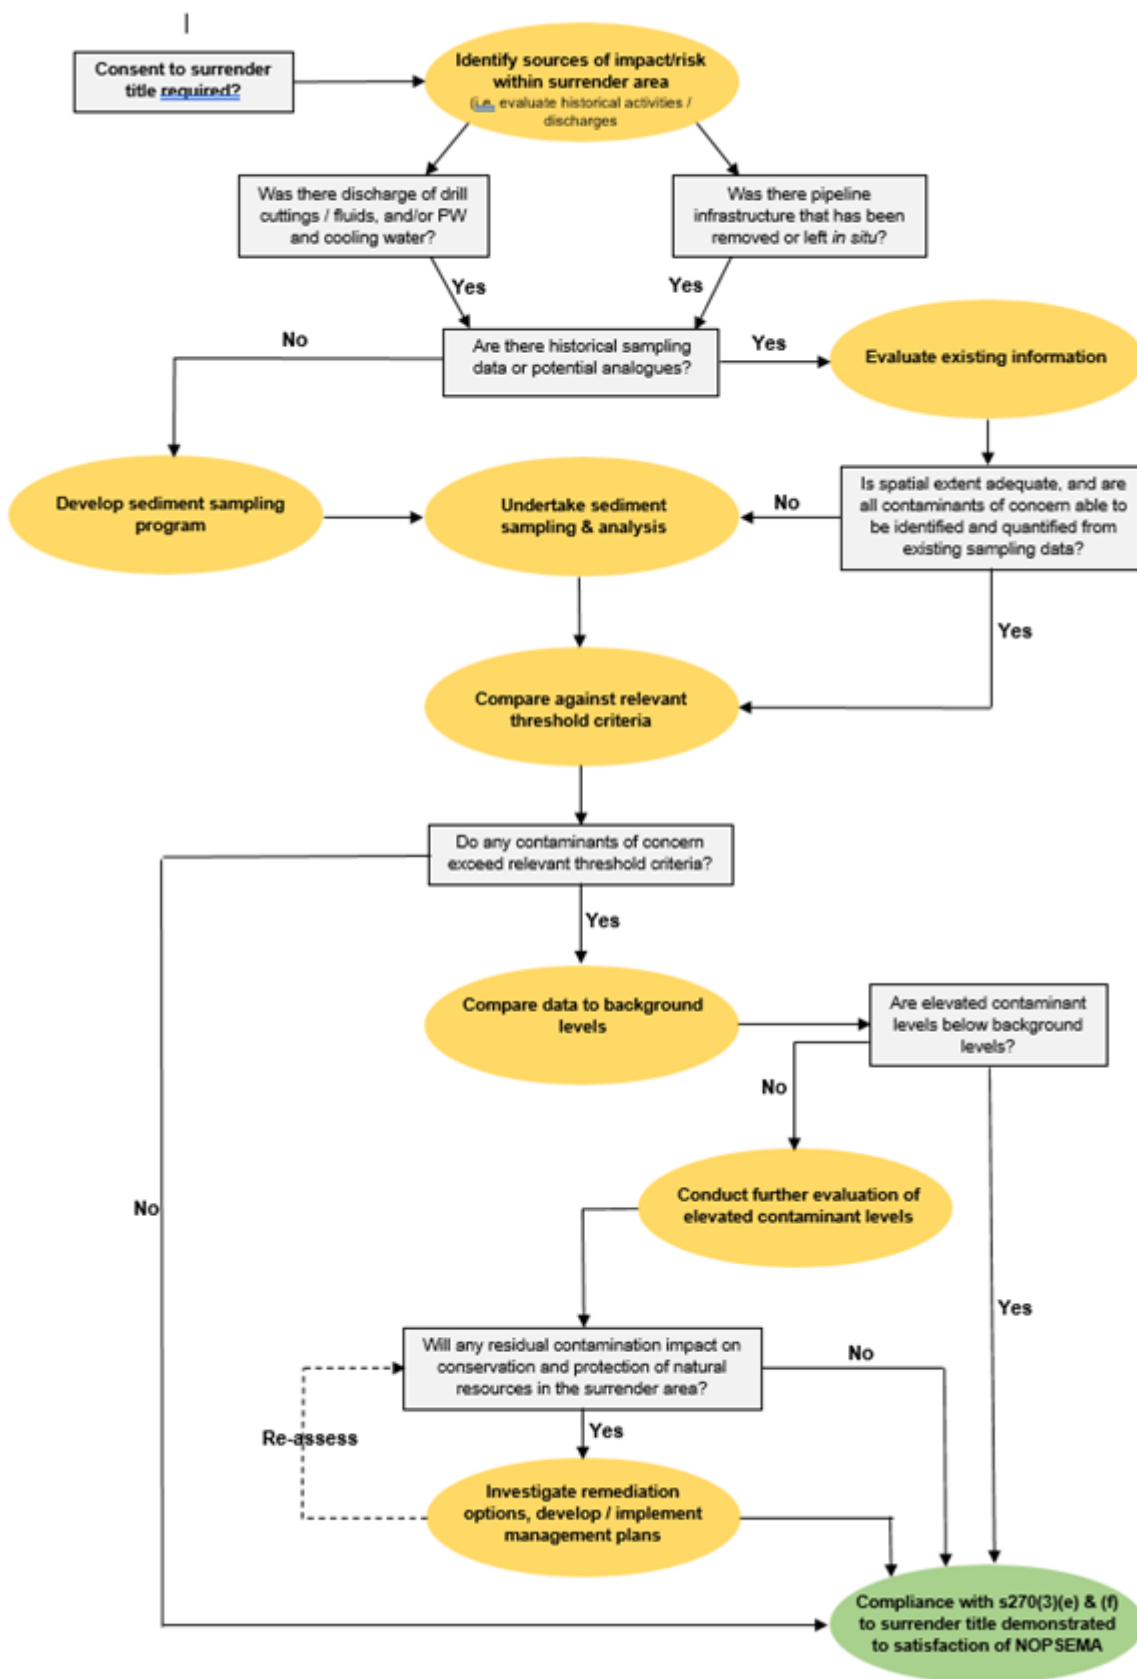 Consent to surrender
title required?
Identify sources of impact/risk
within surrender area
(i.e. evaluate historical activities /
discharges
Was there discharge of drill
cuttings / fluids, and/or PW
and cooling water?
Was there pipeline
infrastructure that has been
removed or left in situ?
Yes
Yes
No
Are there historical sampling
data or potential analogues?
Yes
Evaluate existing information
Develop sediment sampling
program
Undertake sediment
sampling & analysis
No
Is spatial extent adequate, and are
all contaminants of concern able to
be identified and quantified from
existing sampling data?
Yes
Compare against relevant
threshold criteria
Do any contaminants of concern
exceed relevant threshold criteria?
Yes
Compare data to background
levels
Are elevated contaminant
levels below background
levels?
No
Conduct further evaluation of
elevated contaminant levels
No
Yes
Will any residual contamination impact on
conservation and protection of natural
resources in the surrender area?
No
Yes
Re-assess
Investigate remediation
options, develop / implement
management plans
Compliance with s270(3)(e) & (f)
to surrender title demonstrated
to satisfaction of NOPSEMA